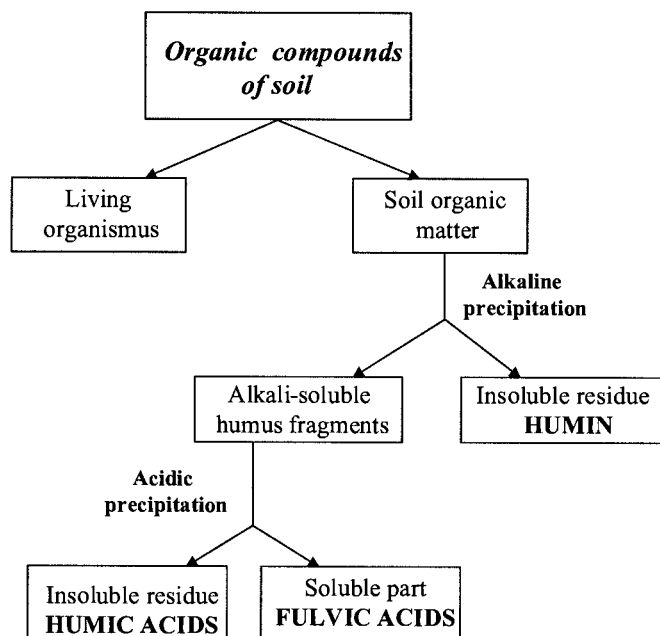 Organic compounds
of soil
Living
organismus
Soil organic
matter
Alkaline
precipitation
Alkali-soluble
humus fragments
Insoluble residue
HUMIN
Acidic
precipitation
Insoluble residue
HUMIC ACIDS
Soluble part
FULVIC ACIDS